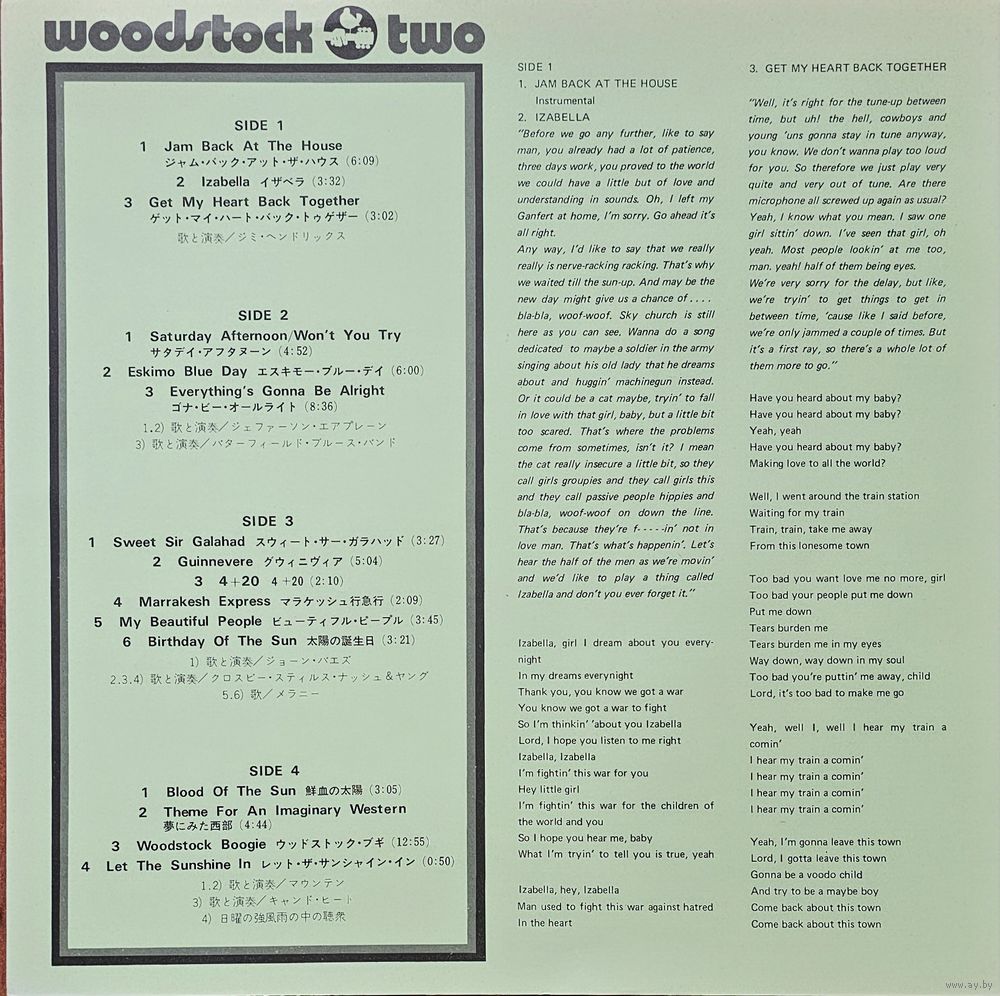 woodstock two
SIDE 1
1 Jam Back At The House
ジャム・バック・アット・ザ・ハウス (6:09)
2 Izabella イザベラ (3:32)
3 Get My Heart Back Together
ゲット・マイ・ハート・バック・トゥゲザー (3:02)
歌と演奏／ジミ・ヘンドリックス
SIDE 2
1 Saturday Afternoon/Won't You Try
サタデイ・アフタヌーン (4:52)
2 Eskimo Blue Day エスキモー・ブルー・デイ (6:00)
3 Everything's Gonna Be Alright
ゴナ・ビー・オールライト (8:36)
1.2) 歌と演奏／ジェファーソン・エアプレーン
3) 歌と演奏／バターフィールド・ブルース・バンド
SIDE 3
1 Sweet Sir Galahad スウィート・サー・ガラハッド (3:27)
2 Guinnevere グウィニヴィア (5:04)
3 4+20 4+20 (2:10)
4 Marrakesh Express マラケッシュ行急行 (2:09)
5 My Beautiful People ビューティフル・ピープル (3:45)
6 Birthday Of The Sun 太陽の誕生日 (3:21)
1) 歌と演奏／ジョーン・バエズ
2.3.4) 歌と演奏／クロスビー・スティルス・ナッシュ&ヤング
5.6) 歌／メラニー
SIDE 4
1 Blood Of The Sun 鮮血の太陽 (3:05)
2 Theme For An Imaginary Western
夢にみた西部 (4:44)
3 Woodstock Boogie ウッドストック・ブギ (12:55)
4 Let The Sunshine In レット・ザ・サンシャイン・イン (0:50)
1.2) 歌と演奏／マウンテン
3) 歌と演奏／キャンド・ヒート
4) 日曜の強風雨の中の聴衆
SIDE 1
1. JAM BACK AT THE HOUSE
Instrumental
2. IZABELLA
"Before we go any further, like to say
man, you already had a lot of patience,
three days work, you proved to the world
we could have a little but of love and
understanding in sounds. Oh, I left my
Ganfert at home, I'm sorry. Go ahead it's
all right.
Any way, I'd like to say that we really
really is nerve-racking racking. That's why
we waited till the sun-up. And may be the
new day might give us a chance of . . . .
bla-bla, woof-woof. Sky church is still
here as you can see. Wanna do a song
dedicated to maybe a soldier in the army
singing about his old lady that he dreams
about and huggin' machinegun instead.
Or it could be a cat maybe, tryin' to fall
in love with that girl, baby, but a little bit
too scared. That's where the problems
come from sometimes, isn't it? I mean
the cat really insecure a little bit, so they
call girls groupies and they call girls this
and they call passive people hippies and
bla-bla, woof-woof on down the line.
That's because they're f- - - - -in' not in
love man. That's what's happenin'. Let's
hear the half of the men as we're movin'
and we'd like to play a thing called
Izabella and don't you ever forget it."
Izabella, girl I dream about you every-
night
In my dreams everynight
Thank you, you know we got a war
You know we got a war to fight
So I'm thinkin' 'about you Izabella
Lord, I hope you listen to me right
Izabella, Izabella
I'm fightin' this war for you
Hey little girl
I'm fightin' this war for the children of
the world and you
So I hope you hear me, baby
What I'm tryin' to tell you is true, yeah
Izabella, hey, Izabella
Man used to fight this war against hatred
In the heart
3. GET MY HEART BACK TOGETHER
"Well, it's right for the tune-up between
time, but uh! the hell, cowboys and
young 'uns gonna stay in tune anyway,
you know. We don't wanna play too loud
for you. So therefore we just play very
quite and very out of tune. Are there
microphone all screwed up again as usual?
Yeah, I know what you mean. I saw one
girl sittin' down. I've seen that girl, oh
yeah. Most people lookin' at me too,
man. yeah! half of them being eyes.
We're very sorry for the delay, but like,
we're tryin' to get things to get in
between time, 'cause like I said before,
we're only jammed a couple of times. But
it's a first ray, so there's a whole lot of
them more to go."
Have you heard about my baby?
Have you heard about my baby?
Yeah, yeah
Have you heard about my baby?
Making love to all the world?
Well, I went around the train station
Waiting for my train
Train, train, take me away
From this lonesome town
Too bad you want love me no more, girl
Too bad your people put me down
Put me down
Tears burden me
Tears burden me in my eyes
Way down, way down in my soul
Too bad you're puttin' me away, child
Lord, it's too bad to make me go
Yeah, well I, well I hear my train a
comin'
I hear my train a comin'
I hear my train a comin'
I hear my train a comin'
I hear my train a comin'
Yeah, I'm gonna leave this town
Lord, I gotta leave this town
Gonna be a voodo child
And try to be a maybe boy
Come back about this town
Come back about this town
www.ay.by